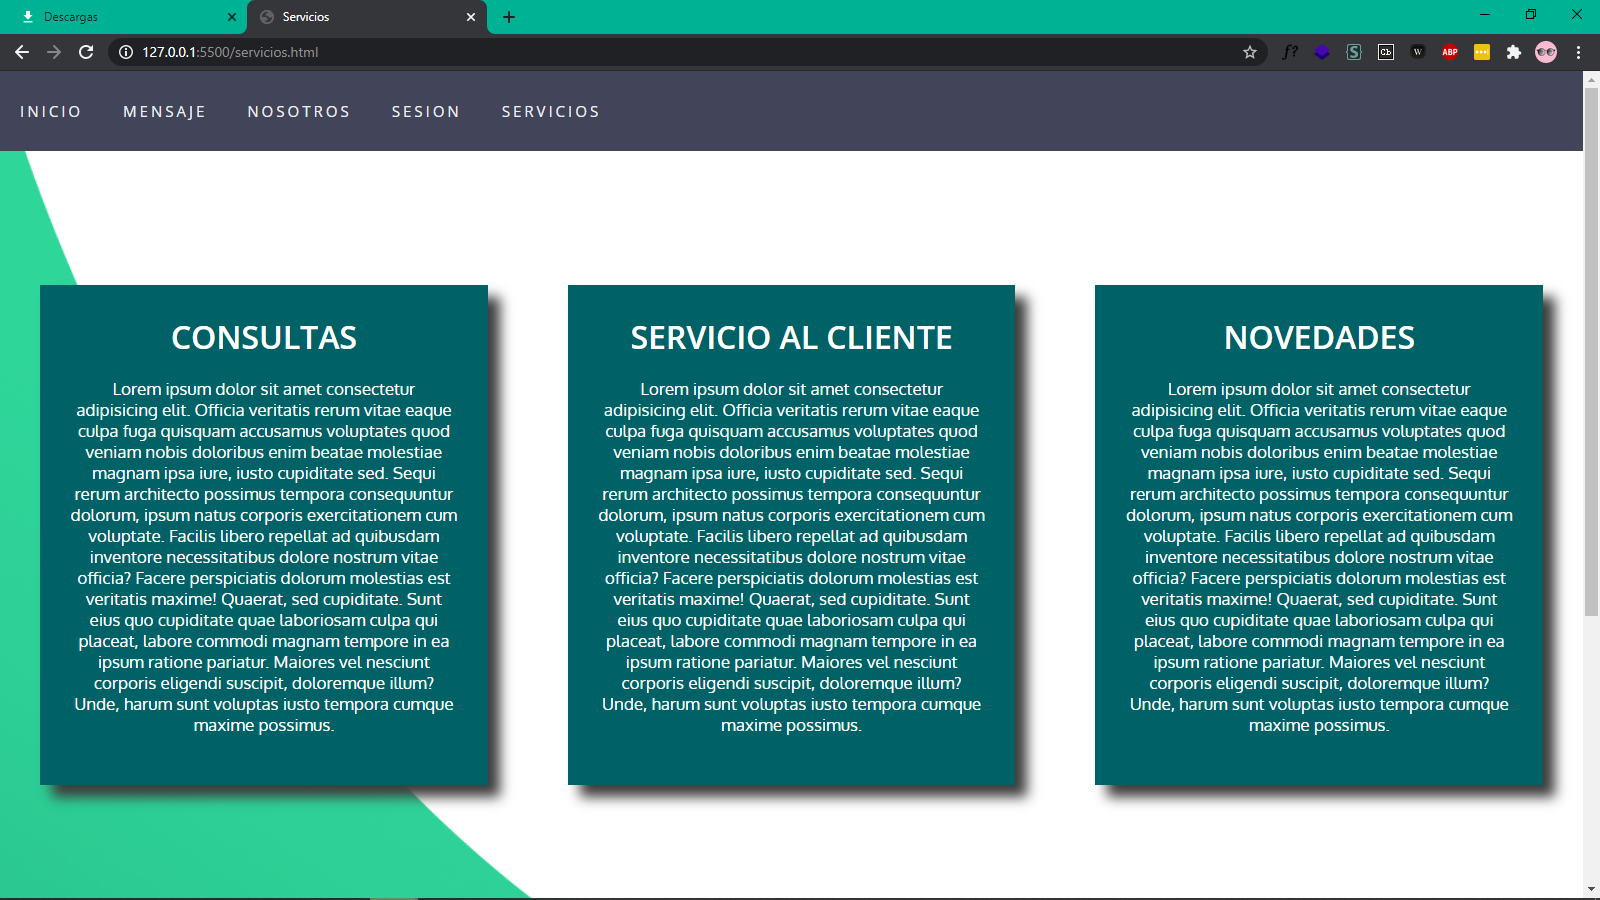 Descargas
Servicios
127.0.0.1:5500/servicios.html
f?
S
Cb
W
ABP
INICIO MENSAJE NOSOTROS SESION SERVICIOS
CONSULTAS
Lorem ipsum dolor sit amet consectetur
adipisicing elit. Officia veritatis rerum vitae eaque
culpa fuga quisquam accusamus voluptates quod
veniam nobis doloribus enim beatae molestiae
magnam ipsa iure, iusto cupiditate sed. Sequi
rerum architecto possimus tempora consequuntur
dolorum, ipsum natus corporis exercitationem cum
voluptate. Facilis libero repellat ad quibusdam
inventore necessitatibus dolore nostrum vitae
officia? Facere perspiciatis dolorum molestias est
veritatis maxime! Quaerat, sed cupiditate. Sunt
eius quo cupiditate quae laboriosam culpa qui
placeat, labore commodi magnam tempore in ea
ipsum ratione pariatur. Maiores vel nesciunt
corporis eligendi suscipit, doloremque illum?
Unde, harum sunt voluptas iusto tempora cumque
maxime possimus.
SERVICIO AL CLIENTE
Lorem ipsum dolor sit amet consectetur
adipisicing elit. Officia veritatis rerum vitae eaque
culpa fuga quisquam accusamus voluptates quod
veniam nobis doloribus enim beatae molestiae
magnam ipsa iure, iusto cupiditate sed. Sequi
rerum architecto possimus tempora consequuntur
dolorum, ipsum natus corporis exercitationem cum
voluptate. Facilis libero repellat ad quibusdam
inventore necessitatibus dolore nostrum vitae
officia? Facere perspiciatis dolorum molestias est
veritatis maxime! Quaerat, sed cupiditate. Sunt
eius quo cupiditate quae laboriosam culpa qui
placeat, labore commodi magnam tempore in ea
ipsum ratione pariatur. Maiores vel nesciunt
corporis eligendi suscipit, doloremque illum?
Unde, harum sunt voluptas iusto tempora cumque
maxime possimus.
NOVEDADES
Lorem ipsum dolor sit amet consectetur
adipisicing elit. Officia veritatis rerum vitae eaque
culpa fuga quisquam accusamus voluptates quod
veniam nobis doloribus enim beatae molestiae
magnam ipsa iure, iusto cupiditate sed. Sequi
rerum architecto possimus tempora consequuntur
dolorum, ipsum natus corporis exercitationem cum
voluptate. Facilis libero repellat ad quibusdam
inventore necessitatibus dolore nostrum vitae
officia? Facere perspiciatis dolorum molestias est
veritatis maxime! Quaerat, sed cupiditate. Sunt
eius quo cupiditate quae laboriosam culpa qui
placeat, labore commodi magnam tempore in ea
ipsum ratione pariatur. Maiores vel nesciunt
corporis eligendi suscipit, doloremque illum?
Unde, harum sunt voluptas iusto tempora cumque
maxime possimus.